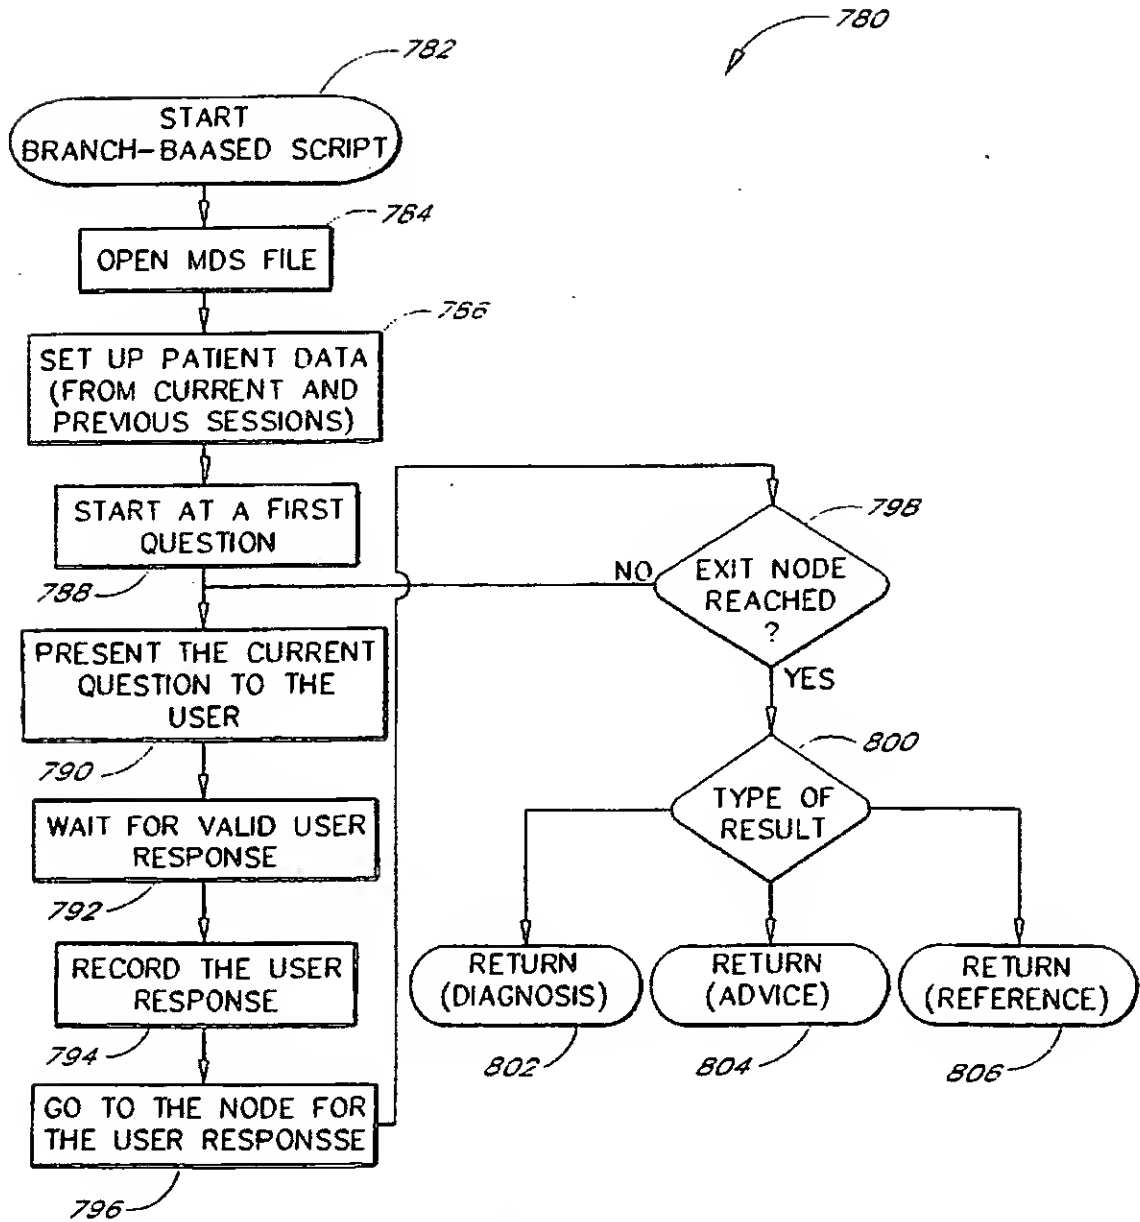 780
782
START
BRANCH-BAASED SCRIPT
784
OPEN MDS FILE
786
SET UP PATIENT DATA
(FROM CURRENT AND
PREVIOUS SESSIONS)
START AT A FIRST
QUESTION
788
PRESENT THE CURRENT
QUESTION TO THE
USER
790
WAIT FOR VALID USER
RESPONSE
792
RECORD THE USER
RESPONSE
794
GO TO THE NODE FOR
THE USER RESPONSSE
796
798
NO
EXIT NODE
REACHED
?
YES
800
TYPE OF
RESULT
RETURN
(DIAGNOSIS)
802
RETURN
(ADVICE)
804
RETURN
(REFERENCE)
806